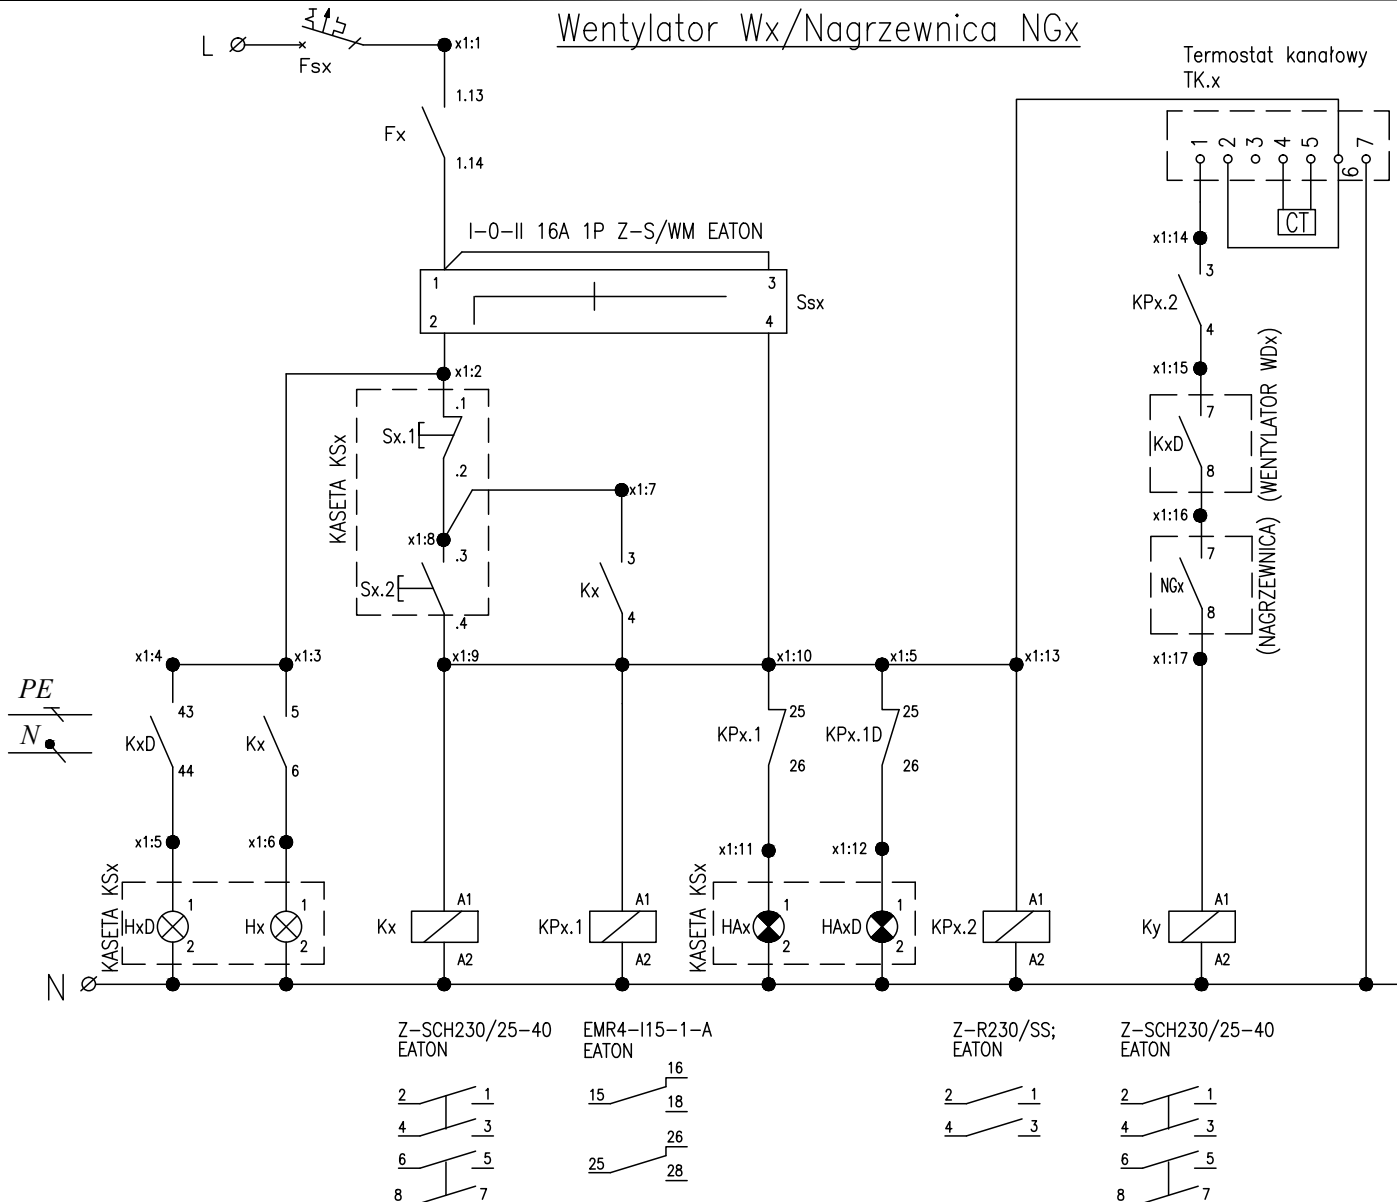 Wentylator Wx/Nagrzewnica NGx
L
Fsx
x1:1
1.13
Fx
1.14
Termostat kanałowy
TK.x
1 2 3 4 5 6 7
CT
I-0-II 16A 1P Z-S/WM EATON
1 3
Ssx
2 4
x1:14
3
KPx.2
4
x1:2
x1:15
KASETA KSx
.1
Sx.1
.2
7
KxD
8
(WENTYLATOR WDx)
x1:7
x1:16
x1:8
.3
Sx.2
.4
3
Kx
4
7
NGx
8
(NAGRZEWNICA)
x1:4
x1:3
x1:9
x1:10
x1:5
x1:13
x1:17
PE
N
43
KxD
44
5
Kx
6
25
KPx.1
26
25
KPx.1D
26
x1:5
x1:6
x1:11
x1:12
KASETA KSx
HxD
1
2
Hx
1
2
A1
Kx
A2
A1
KPx.1
A2
KASETA KSx
HAx
1
2
HAxD
1
2
A1
KPx.2
A2
A1
Ky
A2
N
Z-SCH230/25-40
EATON
2 1
4 3
6 5
8 7
EMR4-I15-1-A
EATON
16
15
18
26
25
28
Z-R230/SS;
EATON
2 1
4 3
Z-SCH230/25-40
EATON
2 1
4 3
6 5
8 7